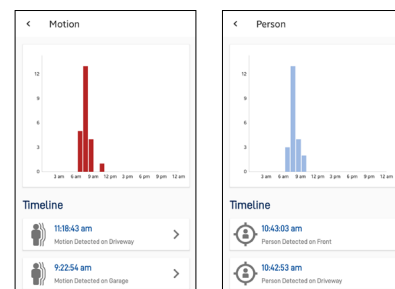 Motion
12
9
6
3
0
3 am 6 am 9 am 12 pm 3 pm 6 pm 9 pm 12 am
Timeline
11:18:43 am
Motion Detected on Driveway
9:22:54 am
Motion Detected on Garage
Person
12
9
6
3
0
3 am 6 am 9 am 12 pm 3 pm 6 pm 9 pm 12 am
Timeline
10:43:03 am
Person Detected on Front
10:42:53 am
Person Detected on Driveway